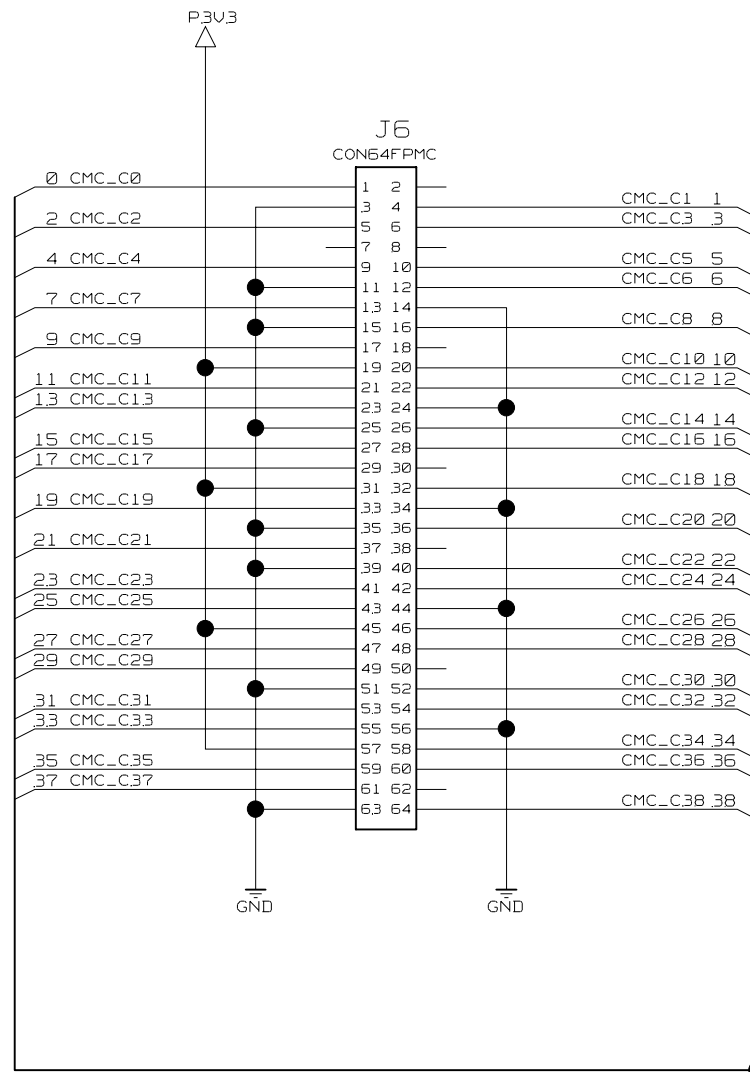 P3V3
J6
CON64FPMC
0 CMC_C0
1 2
3 4 CMC_C1 1
2 CMC_C2 5 6 CMC_C3 3
7 8
4 CMC_C4 9 10 CMC_C5 5
11 12 CMC_C6 6
7 CMC_C7 13 14
15 16 CMC_C8 8
9 CMC_C9 17 18
19 20 CMC_C10 10
11 CMC_C11 21 22 CMC_C12 12
13 CMC_C13 23 24
25 26 CMC_C14 14
15 CMC_C15 27 28 CMC_C16 16
17 CMC_C17 29 30
31 32 CMC_C18 18
19 CMC_C19 33 34
35 36 CMC_C20 20
21 CMC_C21 37 38
39 40 CMC_C22 22
23 CMC_C23 41 42 CMC_C24 24
25 CMC_C25 43 44
45 46 CMC_C26 26
27 CMC_C27 47 48 CMC_C28 28
29 CMC_C29 49 50
51 52 CMC_C30 30
31 CMC_C31 53 54 CMC_C32 32
33 CMC_C33 55 56
57 58 CMC_C34 34
35 CMC_C35 59 60 CMC_C36 36
37 CMC_C37 61 62
63 64 CMC_C38 38
GND GND